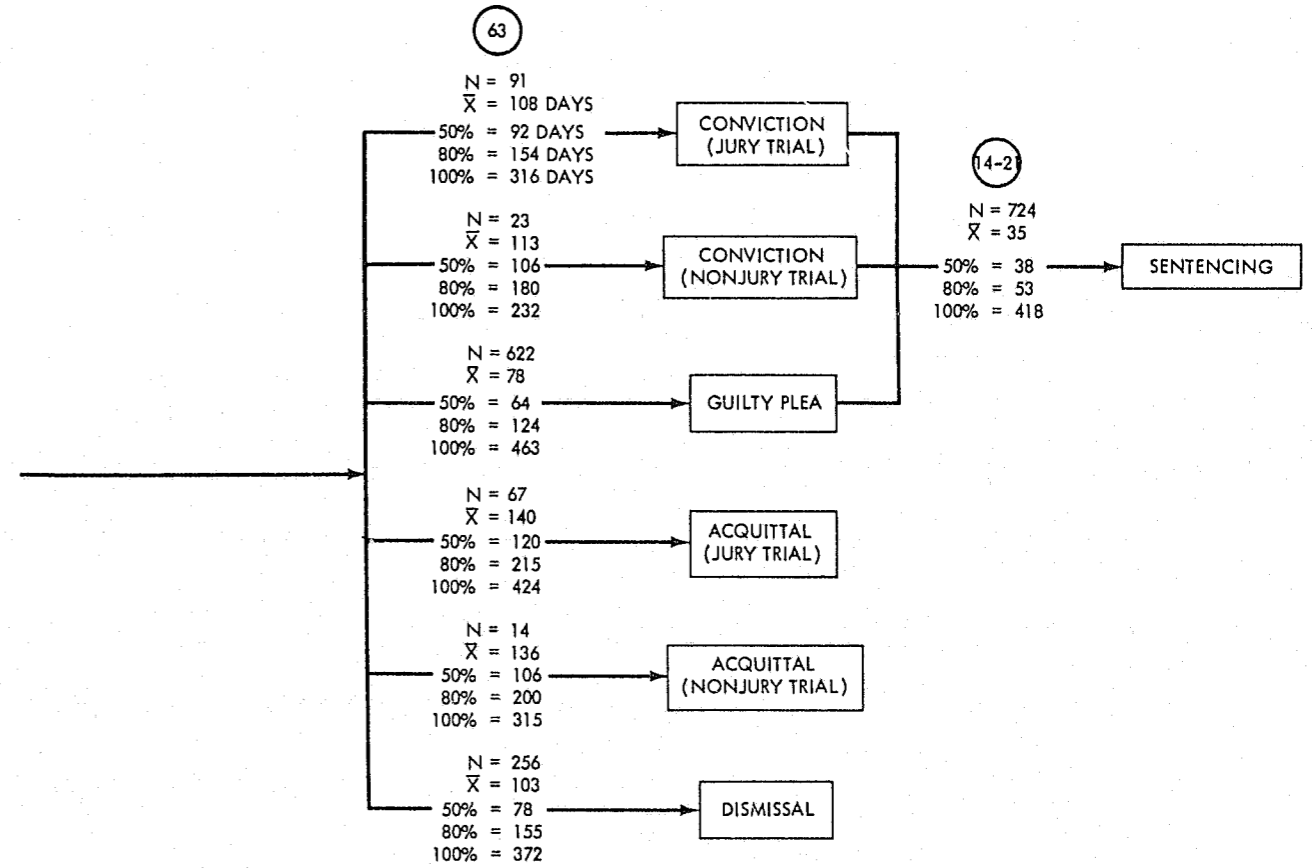 63
N = 91
X̅ = 108 DAYS
50% = 92 DAYS
80% = 154 DAYS
100% = 316 DAYS
CONVICTION
(JURY TRIAL)
N = 23
X̅ = 113
50% = 106
80% = 180
100% = 232
CONVICTION
(NONJURY TRIAL)
14-21
N = 724
X̅ = 35
50% = 38
80% = 53
100% = 418
SENTENCING
N = 622
X̅ = 78
50% = 64
80% = 124
100% = 463
GUILTY PLEA
N = 67
X̅ = 140
50% = 120
80% = 215
100% = 424
ACQUITTAL
(JURY TRIAL)
N = 14
X̅ = 136
50% = 106
80% = 200
100% = 315
ACQUITTAL
(NONJURY TRIAL)
N = 256
X̅ = 103
50% = 78
80% = 155
100% = 372
DISMISSAL